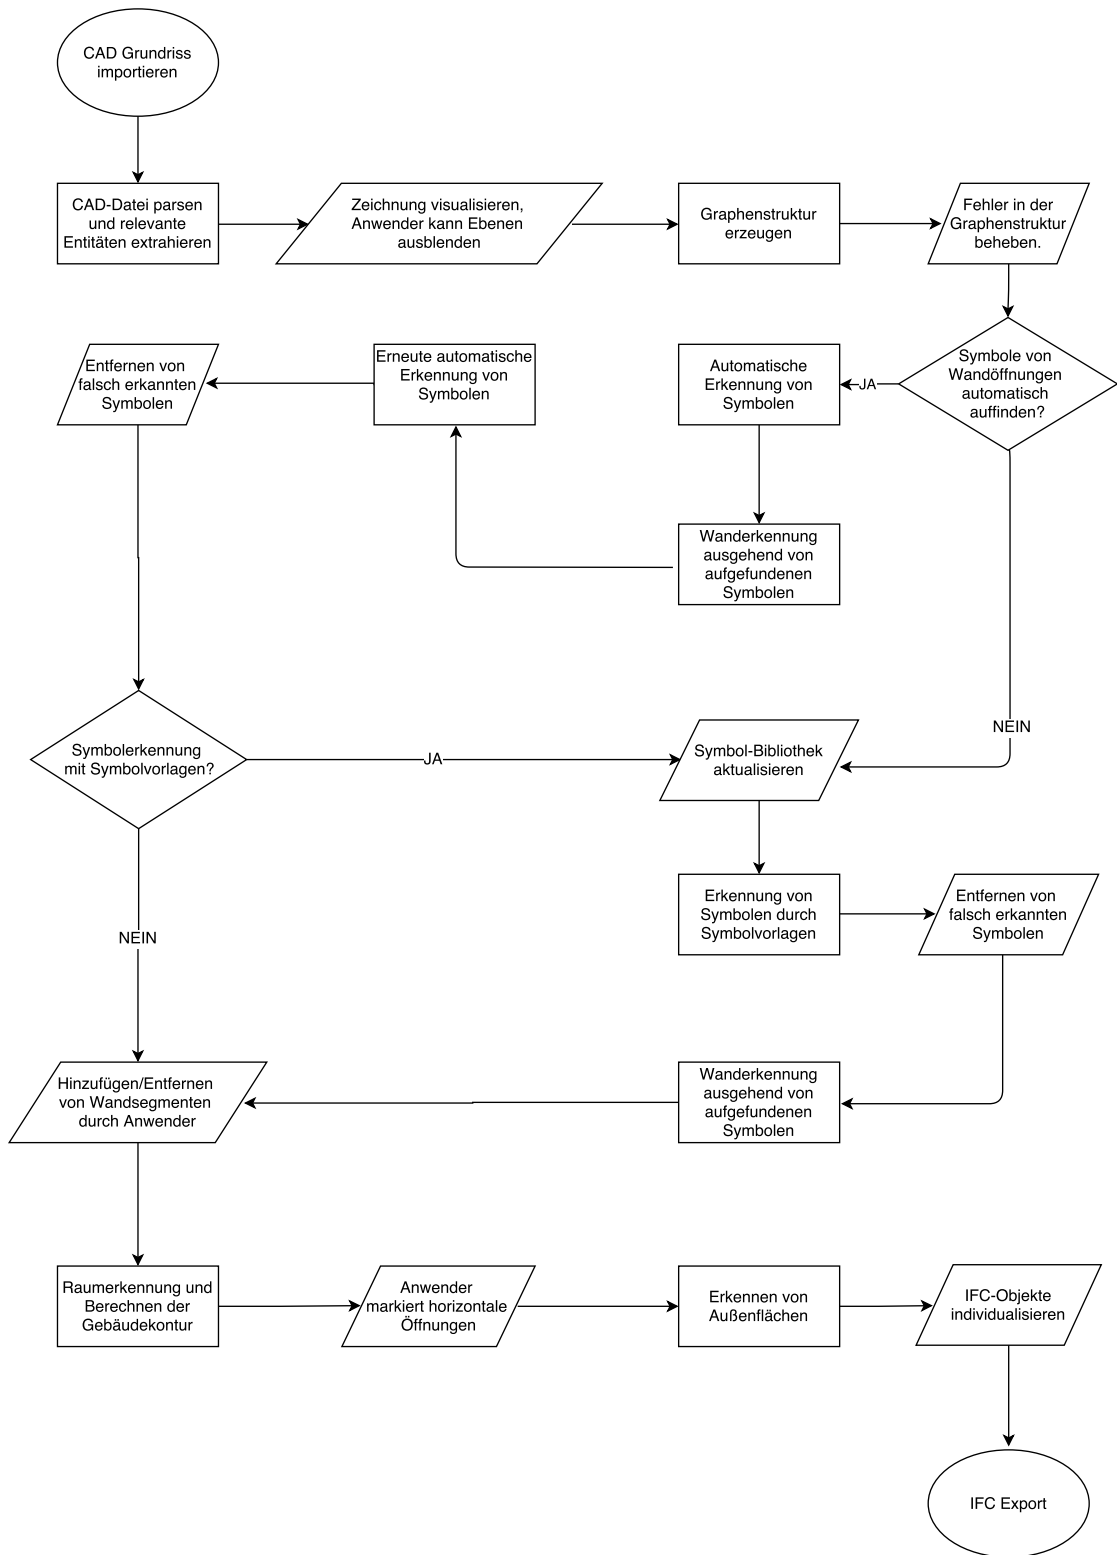 CAD Grundriss
importieren
CAD-Datei parsen
und relevante
Entitäten extrahieren
Zeichnung visualisieren,
Anwender kann Ebenen
ausblenden
Graphenstruktur
erzeugen
Fehler in der
Graphenstruktur
beheben.
Symbole von
Wandöffnungen
automatisch
auffinden?
JA
Automatische
Erkennung von
Symbolen
Erneute automatische
Erkennung von
Symbolen
Entfernen von
falsch erkannten
Symbolen
Wanderkennung
ausgehend von
aufgefundenen
Symbolen
NEIN
Symbolerkennung
mit Symbolvorlagen?
JA
Symbol-Bibliothek
aktualisieren
Erkennung von
Symbolen durch
Symbolvorlagen
Entfernen von
falsch erkannten
Symbolen
NEIN
Hinzufügen/Entfernen
von Wandsegmenten
durch Anwender
Wanderkennung
ausgehend von
aufgefundenen
Symbolen
Raumerkennung und
Berechnen der
Gebäudekontur
Anwender
markiert horizontale
Öffnungen
Erkennen von
Außenflächen
IFC-Objekte
individualisieren
IFC Export